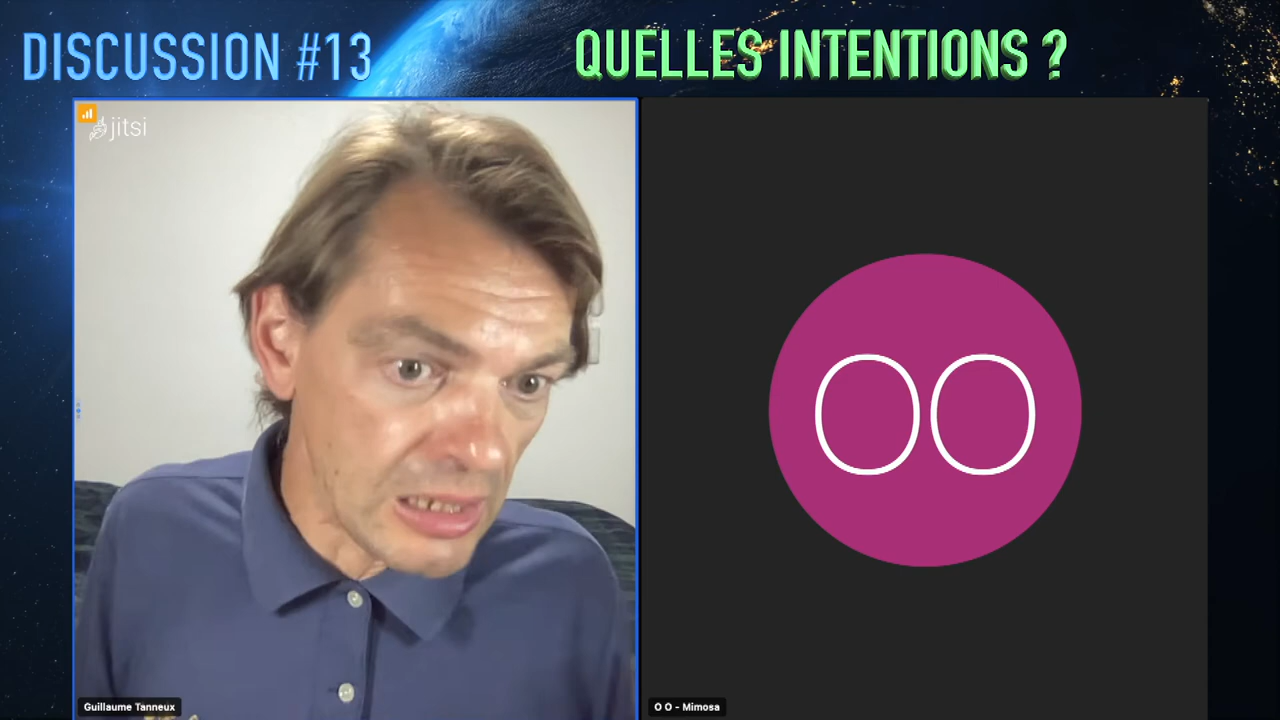 DISCUSSION #13
QUELLES INTENTIONS ?
jitsi
OO
Guillaume Tanneux
O O - Mimosa